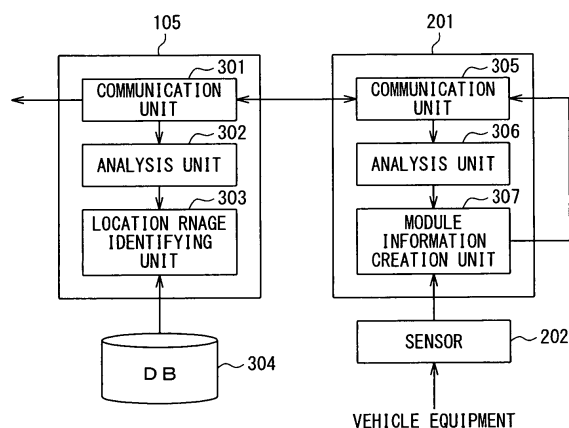 105
301
COMMUNICATION
UNIT
302
ANALYSIS UNIT
303
LOCATION RNAGE
IDENTIFYING
UNIT
DB
304
201
305
COMMUNICATION
UNIT
306
ANALYSIS UNIT
307
MODULE
INFORMATION
CREATION UNIT
SENSOR
202
VEHICLE EQUIPMENT